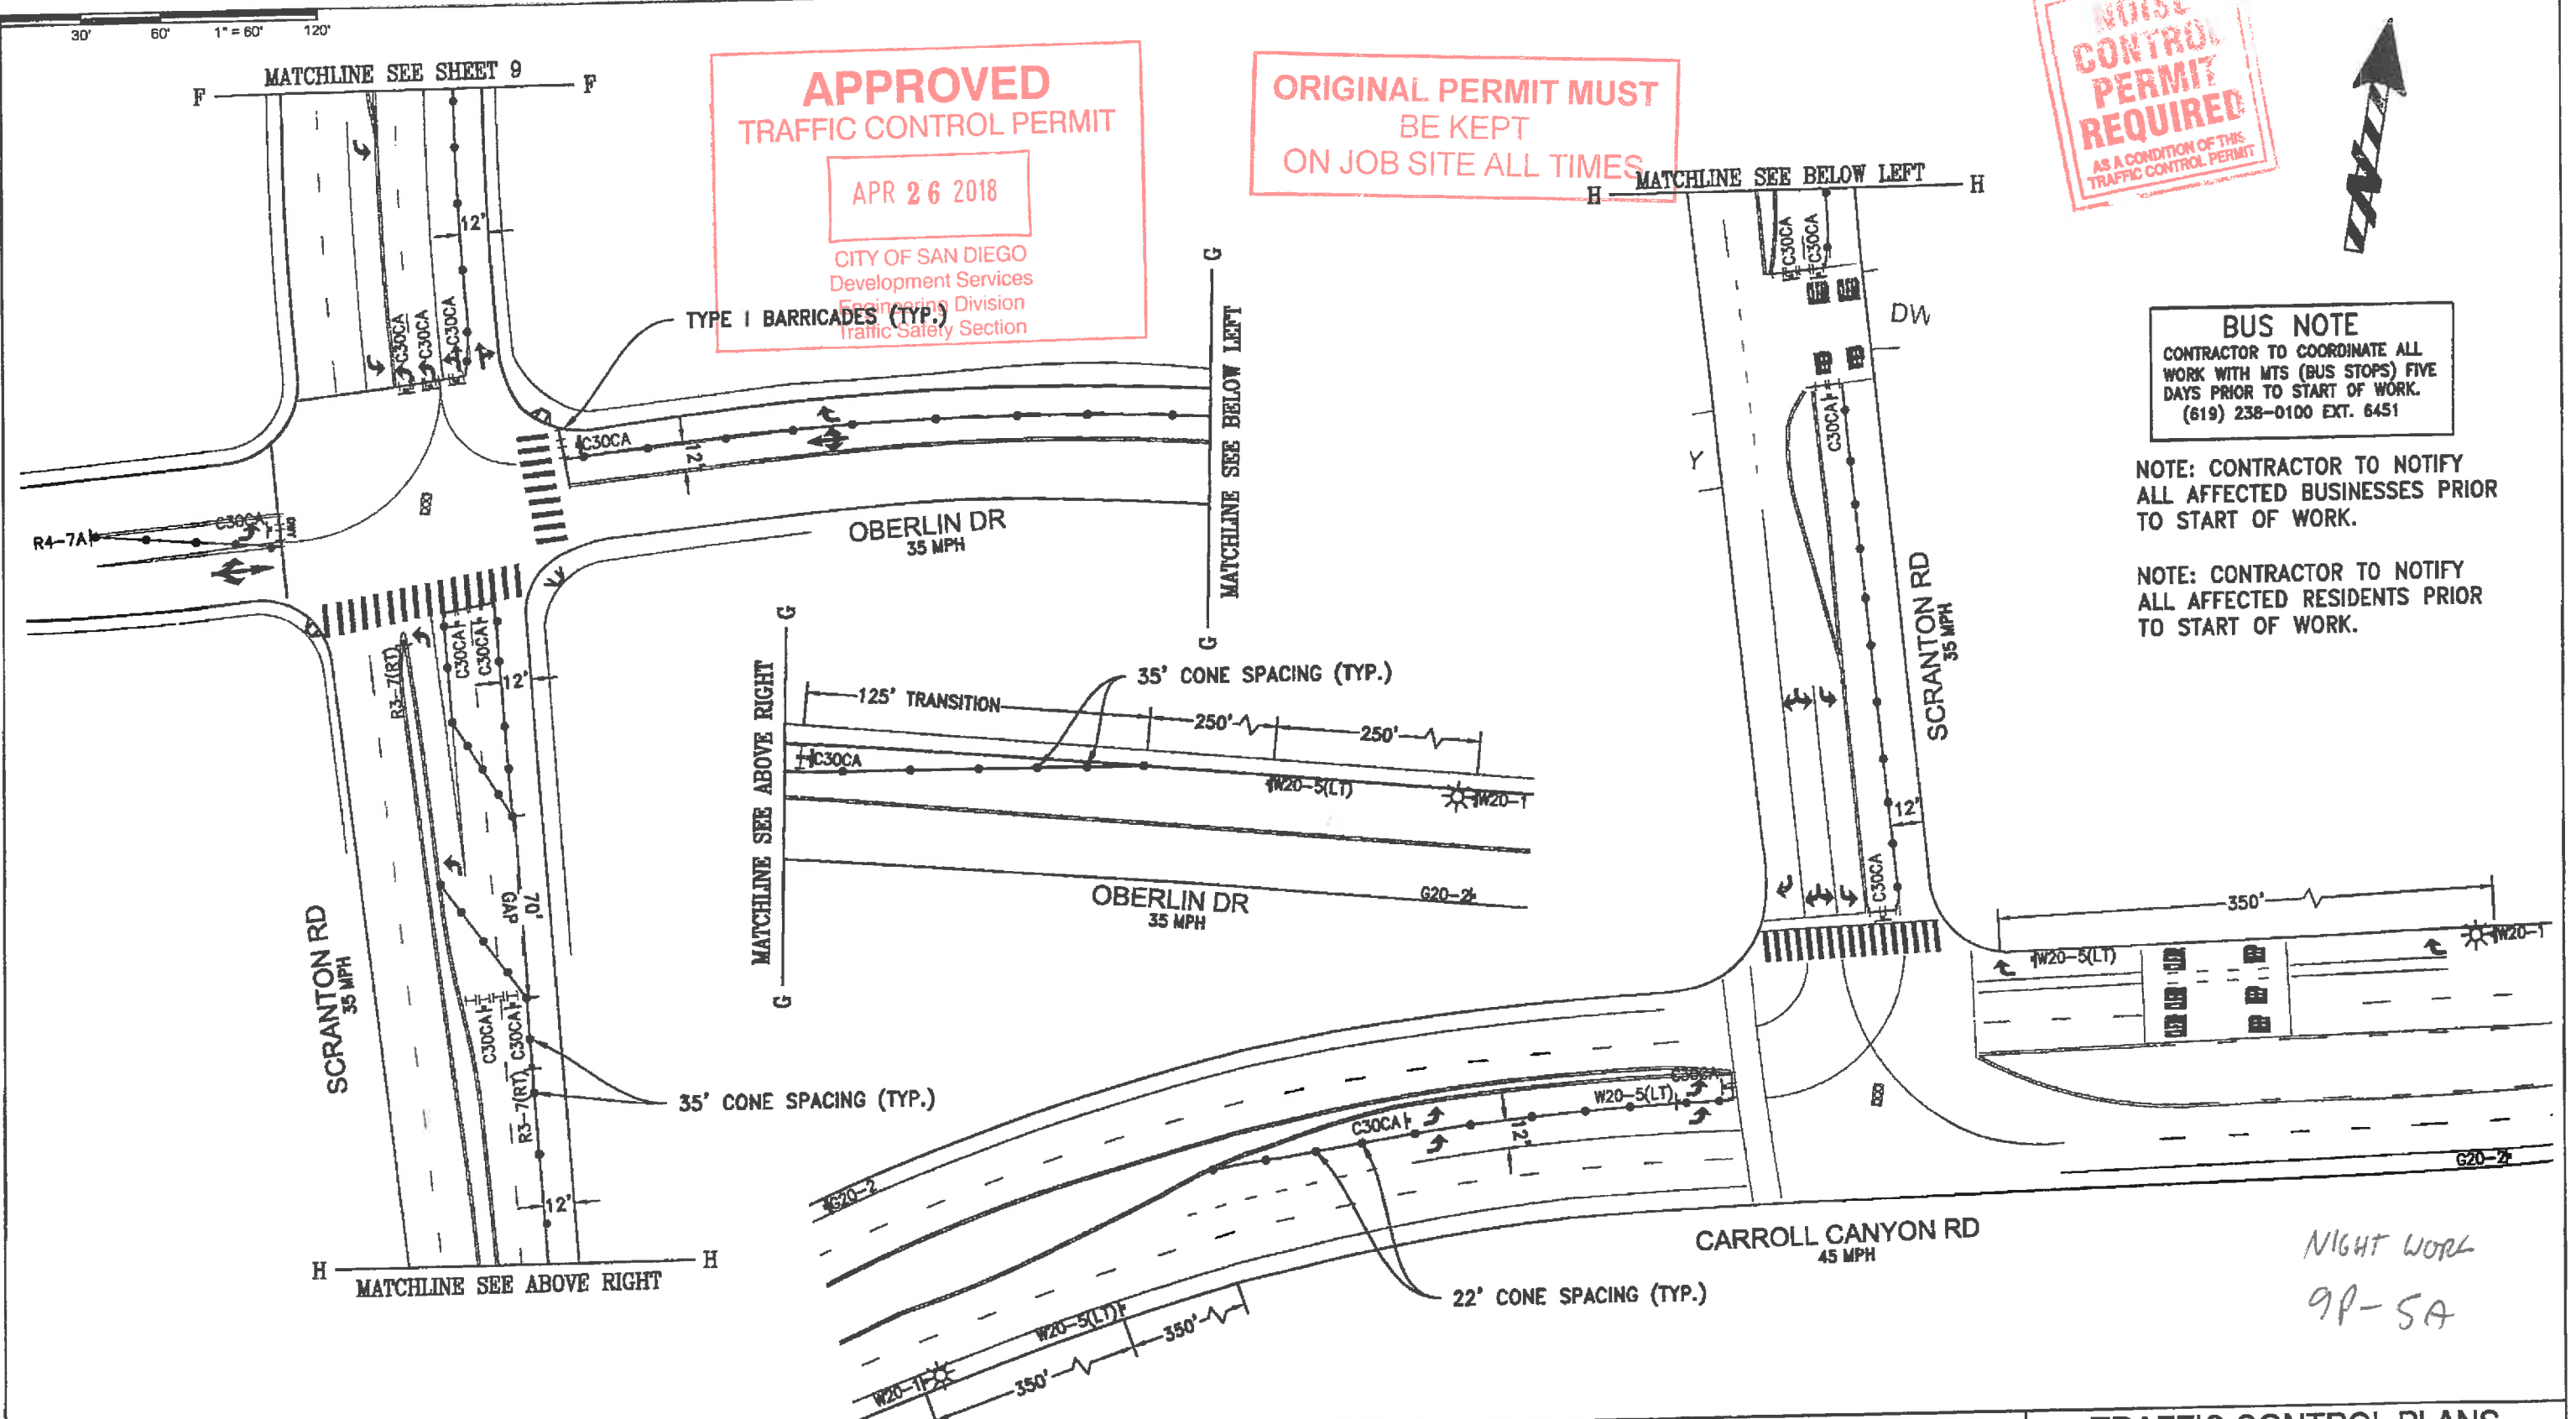 30'
60'
1" = 60'
120'
MATCHLINE SEE SHEET 9
F
F
12'
C30CA
C30CA
C30CA
APPROVED
TRAFFIC CONTROL PERMIT
APR 26 2018
CITY OF SAN DIEGO
Development Services
Engineering Division
Traffic Safety Section
TYPE I BARRICADES (TYP.)
ORIGINAL PERMIT MUST
BE KEPT
ON JOB SITE ALL TIMES
NOISE
CONTROL
PERMIT
REQUIRED
AS A CONDITION OF THIS
TRAFFIC CONTROL PERMIT
N
H
MATCHLINE SEE BELOW LEFT
H
C30CA
C30CA
DW
C30CA
Y
SCRANTON RD
35 MPH
12'
C30CA
BUS NOTE
CONTRACTOR TO COORDINATE ALL
WORK WITH MTS (BUS STOPS) FIVE
DAYS PRIOR TO START OF WORK.
(619) 238-0100 EXT. 6451
NOTE: CONTRACTOR TO NOTIFY
ALL AFFECTED BUSINESSES PRIOR
TO START OF WORK.
NOTE: CONTRACTOR TO NOTIFY
ALL AFFECTED RESIDENTS PRIOR
TO START OF WORK.
G
MATCHLINE SEE BELOW LEFT
G
C30CA
12'
OBERLIN DR
35 MPH
R4-7A
C30CA
R3-7(RT)
C30CA
C30CA
12'
70'
GAP
SCRANTON RD
35 MPH
C30CA
C30CA
R3-7(RT)
35' CONE SPACING (TYP.)
12'
H
MATCHLINE SEE ABOVE RIGHT
H
G
MATCHLINE SEE ABOVE RIGHT
G
125' TRANSITION
35' CONE SPACING (TYP.)
250'
250'
C30CA
W20-5(LT)
W20-1
OBERLIN DR
35 MPH
G20-2
350'
W20-5(LT)
W20-1
C30CA
W20-5(LT)
C30CA
12'
G20-2
G20-2
CARROLL CANYON RD
45 MPH
22' CONE SPACING (TYP.)
W20-5(LT)
350'
W20-1
350'
NIGHT WORK
9P-5A
TRAFFIC CONTROL PLANS